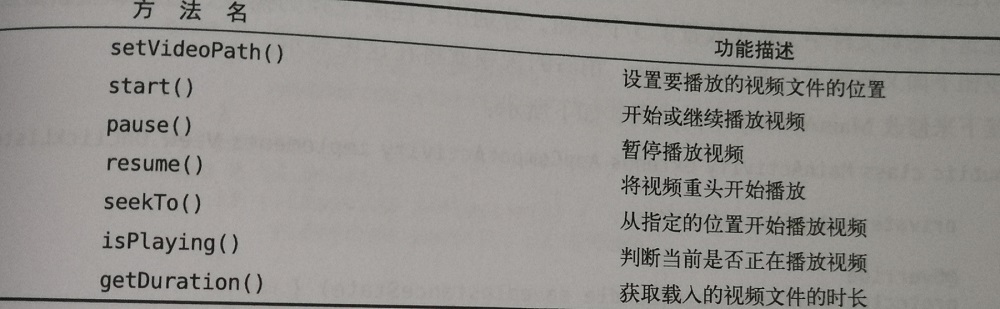 方 法 名 功能描述
setVideoPath() 设置要播放的视频文件的位置
start() 开始或继续播放视频
pause() 暂停播放视频
resume() 将视频重头开始播放
seekTo() 从指定的位置开始播放视频
isPlaying() 判断当前是否正在播放视频
getDuration() 获取载入的视频文件的时长